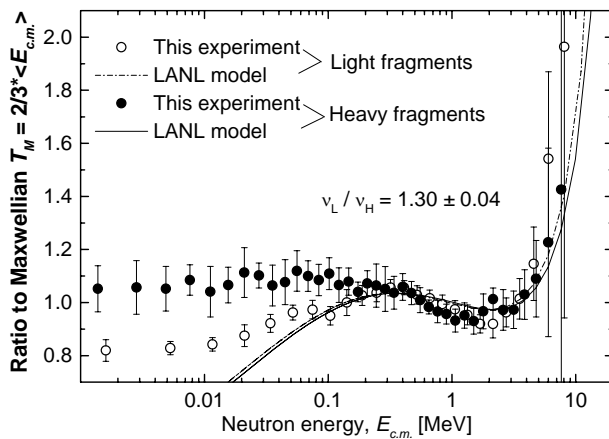 Ratio to Maxwellian T_M = 2/3*<E_c.m.>
2.0
1.8
1.6
1.4
1.2
1.0
0.8
This experiment
LANL model
Light fragments
This experiment
LANL model
Heavy fragments
ν_L / ν_H = 1.30 ± 0.04
0.01 0.1 1 10
Neutron energy, E_c.m. [MeV]